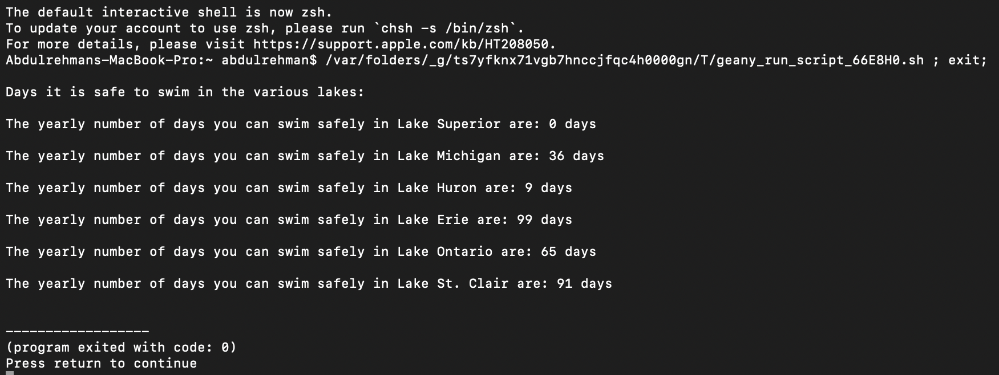 The default interactive shell is now zsh.
To update your account to use zsh, please run `chsh -s /bin/zsh`.
For more details, please visit https://support.apple.com/kb/HT208050.
Abdulrehmans-MacBook-Pro:~ abdulrehman$ /var/folders/_g/ts7yfknx71vgb7hnccjfqc4h0000gn/T/geany_run_script_66E8H0.sh ; exit;
Days it is safe to swim in the various lakes:
The yearly number of days you can swim safely in Lake Superior are: 0 days
The yearly number of days you can swim safely in Lake Michigan are: 36 days
The yearly number of days you can swim safely in Lake Huron are: 9 days
The yearly number of days you can swim safely in Lake Erie are: 99 days
The yearly number of days you can swim safely in Lake Ontario are: 65 days
The yearly number of days you can swim safely in Lake St. Clair are: 91 days
------------------
(program exited with code: 0)
Press return to continue